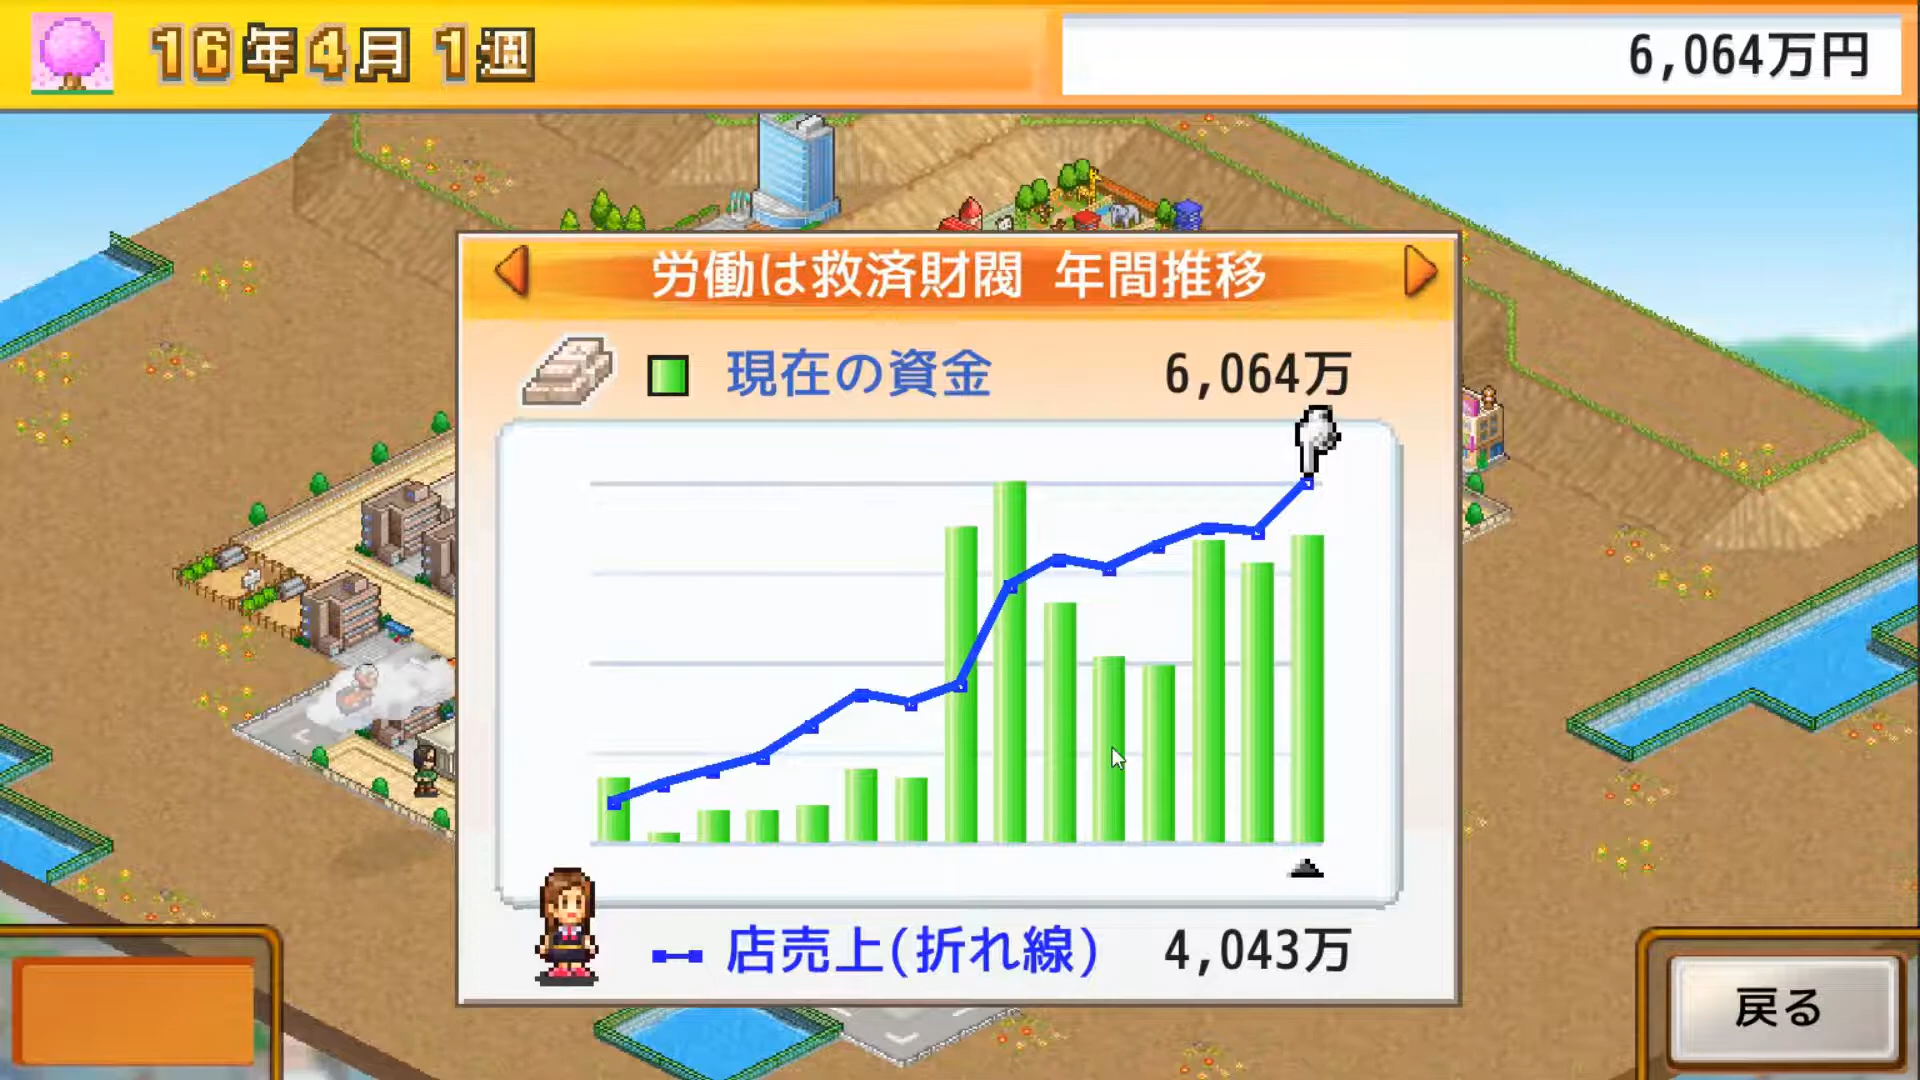 16年4月 1週
6,064万円
労働は救済財閥 年間推移
現在の資金 6,064万
店売上(折れ線) 4,043万
戻る